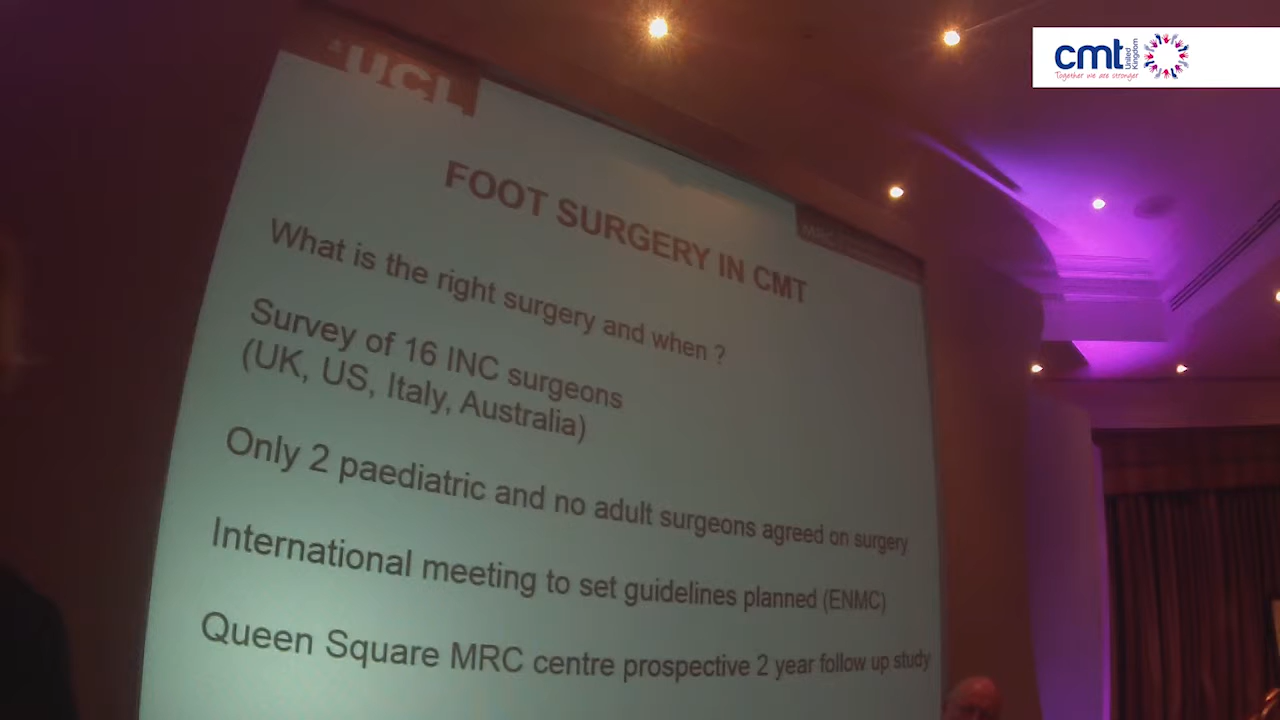 UCL
FOOT SURGERY IN CMT
MRC
What is the right surgery and when ?
Survey of 16 INC surgeons
(UK, US, Italy, Australia)
Only 2 paediatric and no adult surgeons agreed on surgery
International meeting to set guidelines planned (ENMC)
Queen Square MRC centre prospective 2 year follow up study
cmt
United Kingdom
Together we are stronger